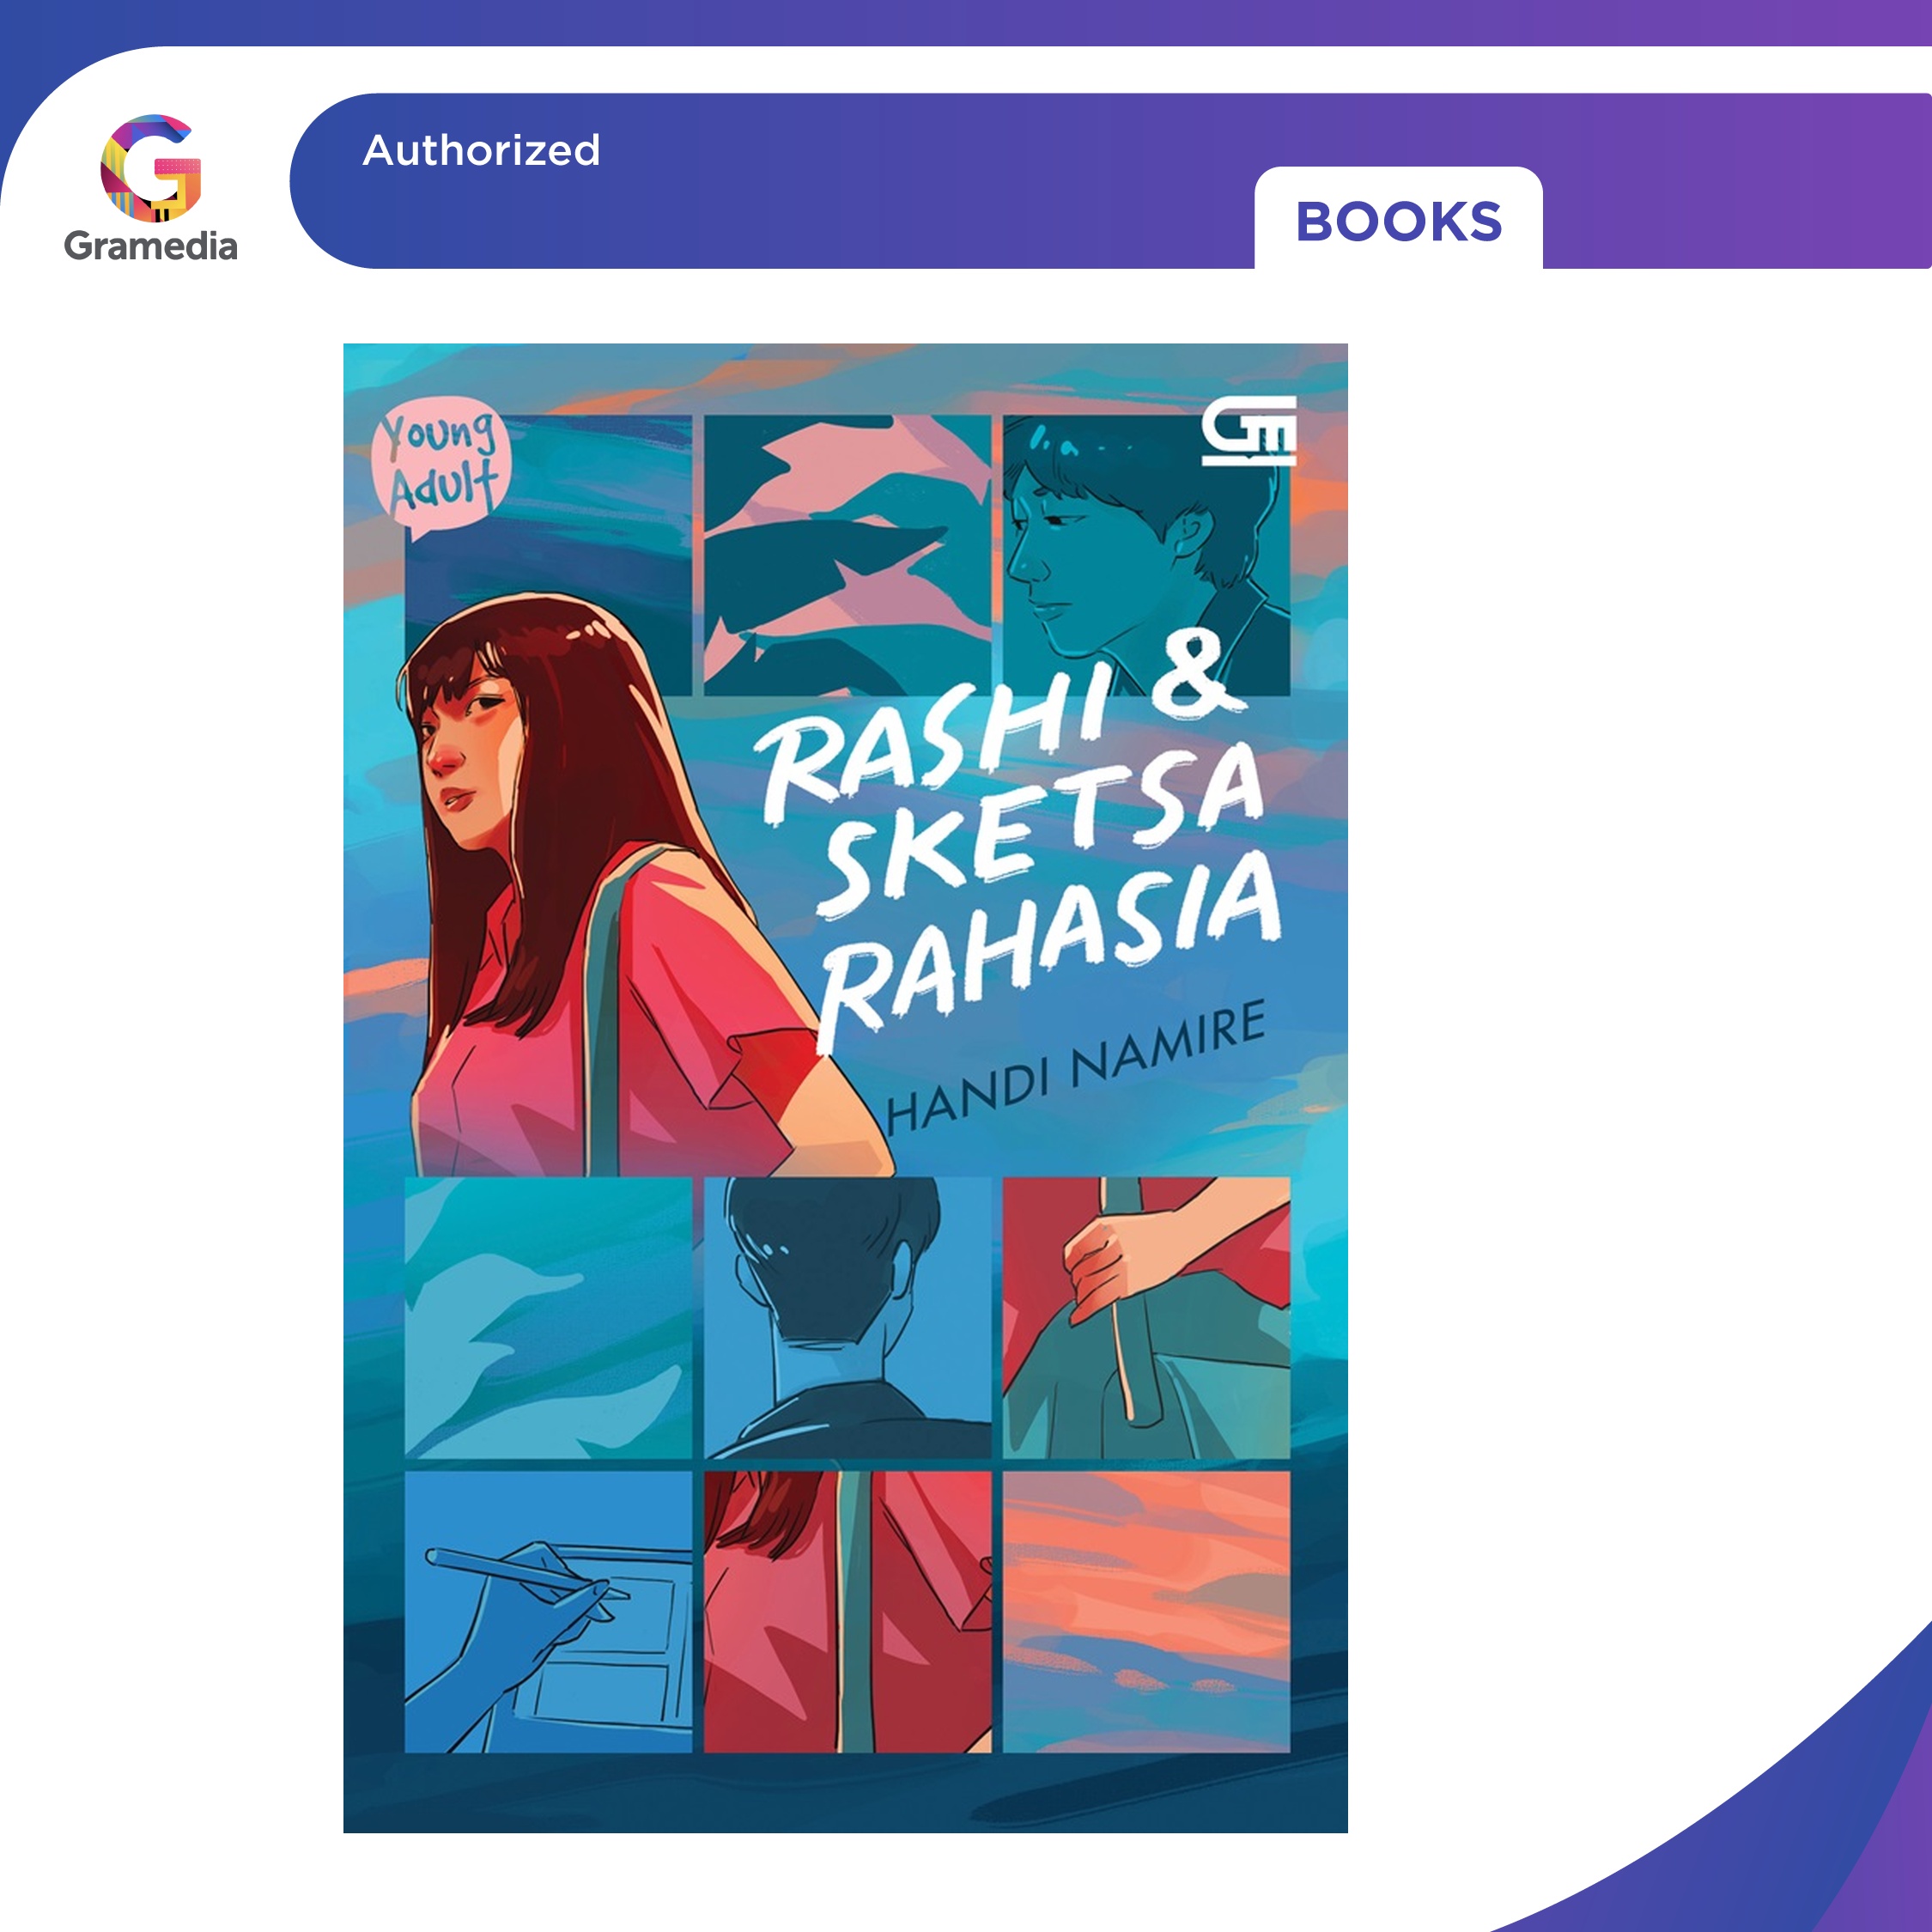 Gramedia
Authorized
BOOKS
Young
Adult
RASHI &
SKETSA
RAHASIA
HANDI NAMIRE